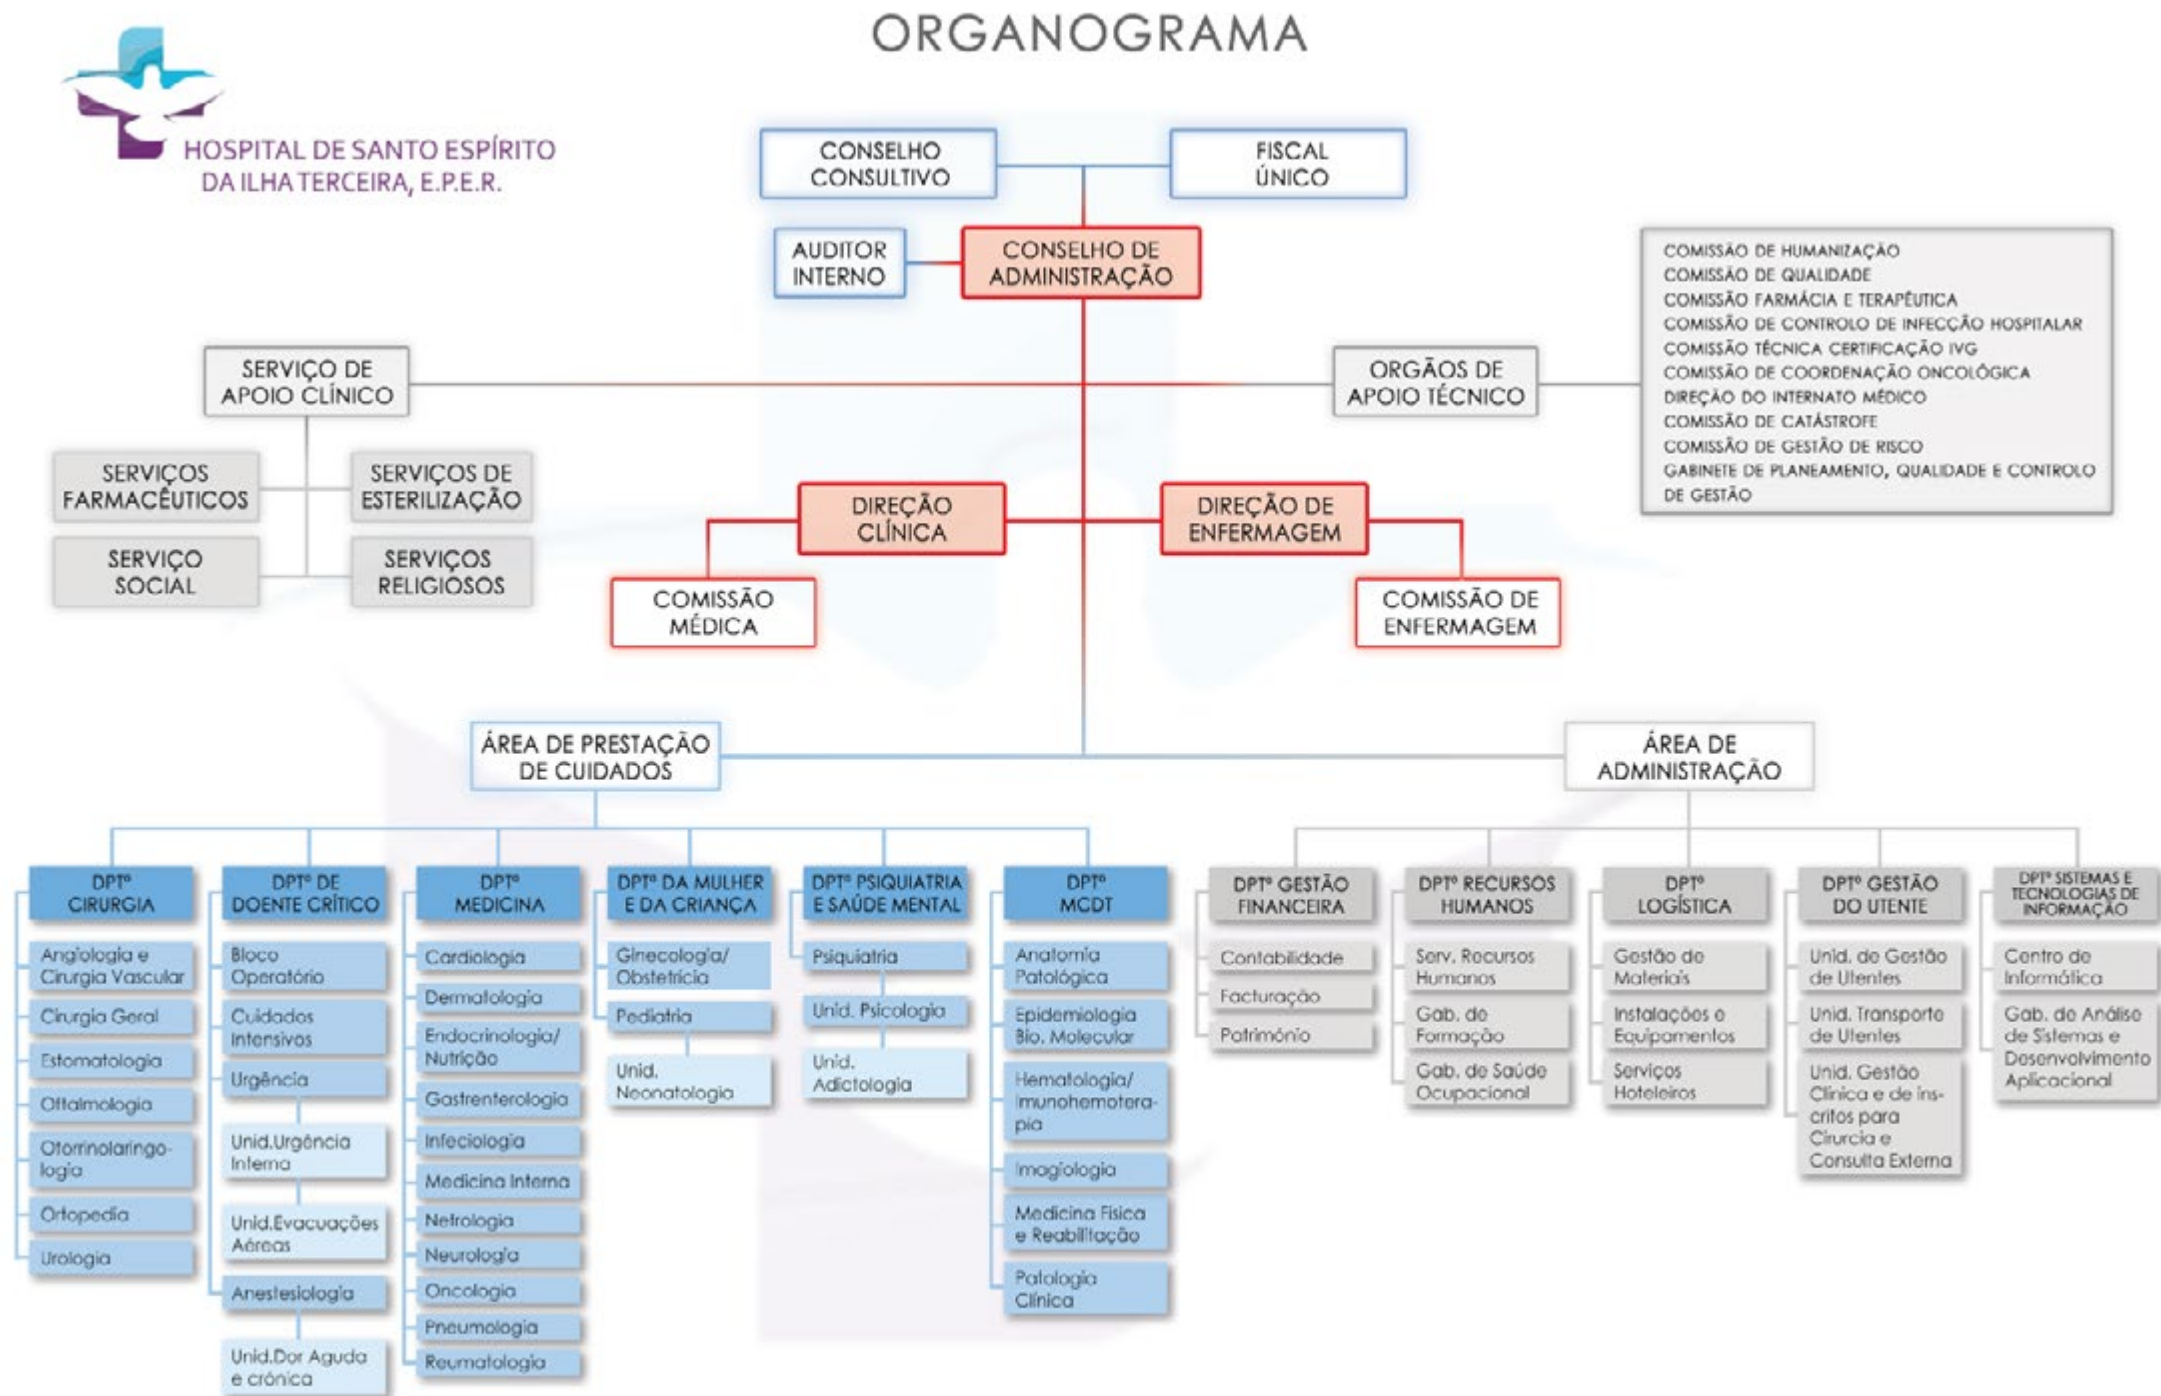 ORGANOGRAMA
HOSPITAL DE SANTO ESPÍRITO
DA ILHA TERCEIRA, E.P.E.R.
CONSELHO
CONSULTIVO
FISCAL
ÚNICO
AUDITOR
INTERNO
CONSELHO DE
ADMINISTRAÇÃO
COMISSÃO DE HUMANIZAÇÃO
COMISSÃO DE QUALIDADE
COMISSÃO FARMÁCIA E TERAPÊUTICA
COMISSÃO DE CONTROLO DE INFECÇÃO HOSPITALAR
COMISSÃO TÉCNICA CERTIFICAÇÃO IVG
COMISSÃO DE COORDENAÇÃO ONCOLÓGICA
DIREÇÃO DO INTERNATO MÉDICO
COMISSÃO DE CATÁSTROFE
COMISSÃO DE GESTÃO DE RISCO
GABINETE DE PLANEAMENTO, QUALIDADE E CONTROLO
DE GESTÃO
SERVIÇO DE
APOIO CLÍNICO
ORGÃOS DE
APOIO TÉCNICO
SERVIÇOS
FARMACÊUTICOS
SERVIÇOS DE
ESTERILIZAÇÃO
SERVIÇO
SOCIAL
SERVIÇOS
RELIGIOSOS
DIREÇÃO
CLÍNICA
DIREÇÃO DE
ENFERMAGEM
COMISSÃO
MÉDICA
COMISSÃO DE
ENFERMAGEM
ÁREA DE PRESTAÇÃO
DE CUIDADOS
ÁREA DE
ADMINISTRAÇÃO
DPTº
CIRURGIA
Angiologia e
Cirurgia Vascular
Cirurgia Geral
Estomatologia
Oftalmologia
Otorrinolaringo-
logia
Ortopedia
Urologia
DPTº DE
DOENTE CRÍTICO
Bloco
Operatório
Cuidados
Intensivos
Urgência
Unid.Urgência
Interna
Unid.Evacuações
Aéreas
Anestesiologia
Unid.Dor Aguda
e crónica
DPTº
MEDICINA
Cardiologia
Dermatologia
Endocrinologia/
Nutrição
Gastrenterologia
Infeciologia
Medicina Interna
Nefrologia
Neurologia
Oncologia
Pneumologia
Reumatologia
DPTº DA MULHER
E DA CRIANÇA
Ginecologia/
Obstetrícia
Pediatria
Unid.
Neonatologia
DPTº PSIQUIATRIA
E SAÚDE MENTAL
Psiquiatria
Unid. Psicologia
Unid.
Adictologia
DPTº
MCDT
Anatomia
Patológica
Epidemiologia
Bio. Molecular
Hematologia/
Imunohemotera-
pia
Imagiologia
Medicina Fisica
e Reabilitação
Patologia
Clínica
DPTº GESTÃO
FINANCEIRA
Contabilidade
Facturação
Património
DPTº RECURSOS
HUMANOS
Serv. Recursos
Humanos
Gab. de
Formação
Gab. de Saúde
Ocupacional
DPTº
LOGÍSTICA
Gestão de
Materiais
Instalações e
Equipamentos
Serviços
Hoteleiros
DPTº GESTÃO
DO UTENTE
Unid. de Gestão
de Utentes
Unid. Transporte
de Utentes
Unid. Gestão
Clinica e de ins-
critos para
Cirurcia e
Consulta Externa
DPTº SISTEMAS E
TECNOLOGIAS DE
INFORMAÇÃO
Centro de
Informática
Gab. de Análise
de Sistemas e
Desenvolvimento
Aplicacional